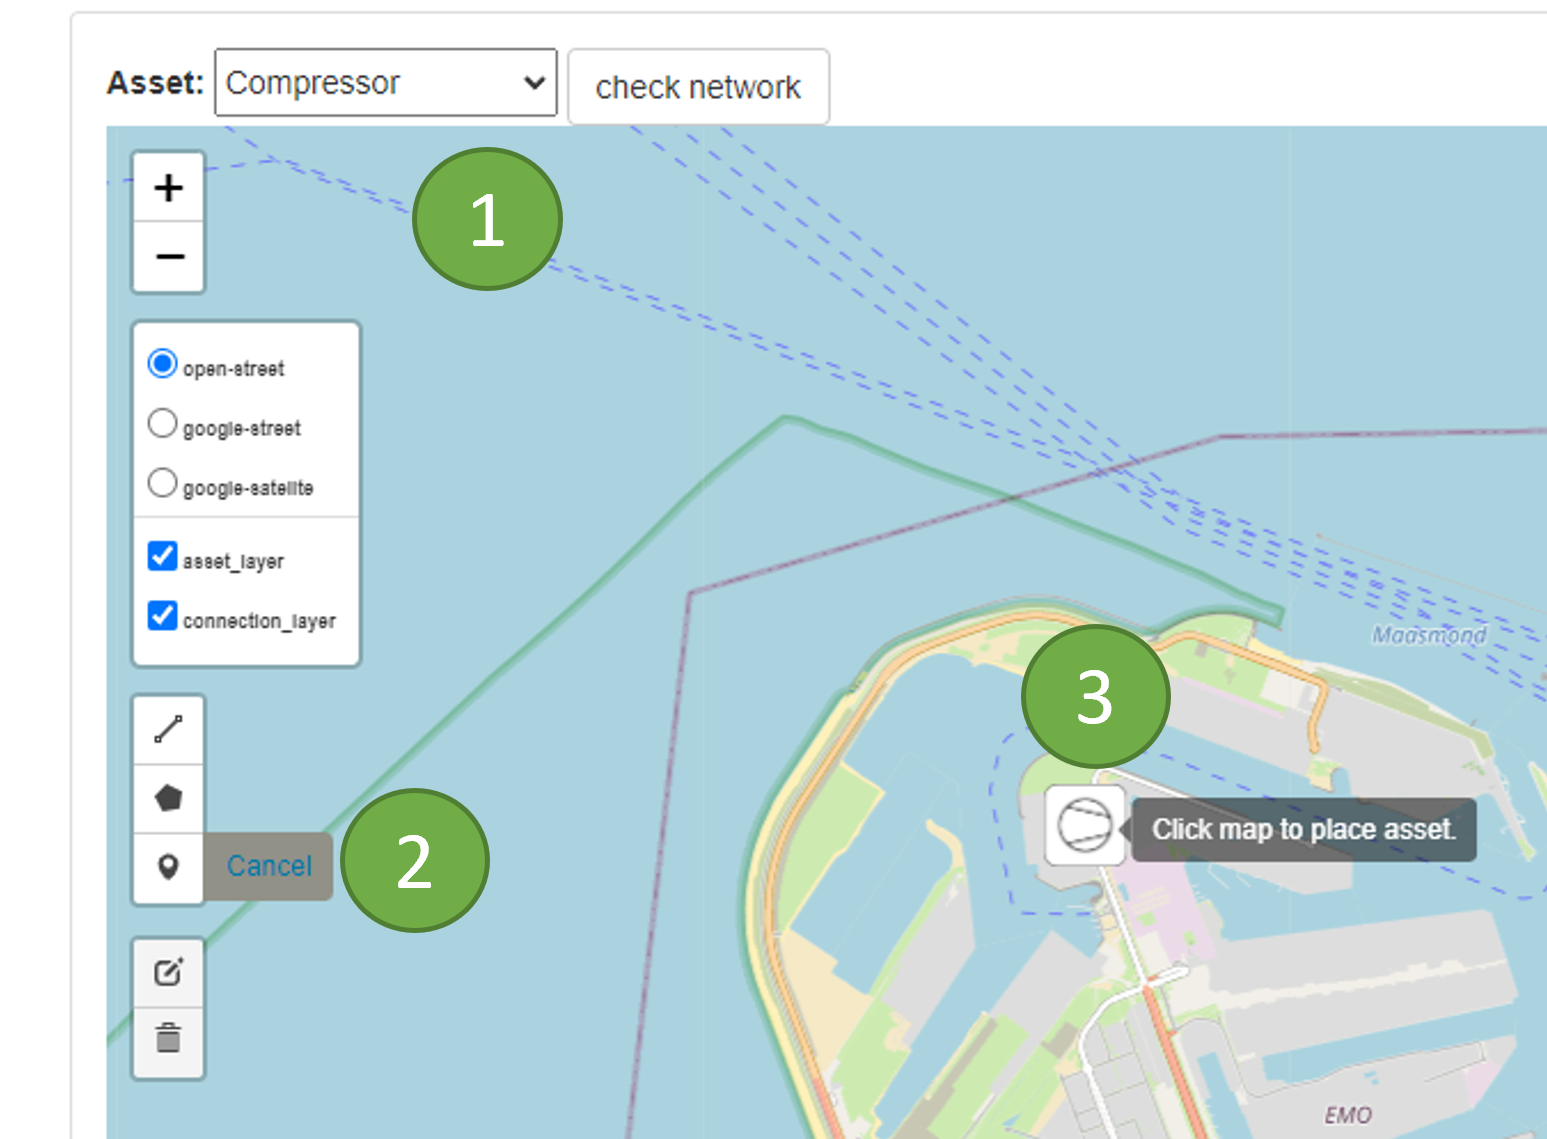 Asset: Compressor check network
+
1
−
open-street
google-street
google-satellite
asset_layer
connection_layer
Maasmond
3
Click map to place asset.
Cancel
2
EMO